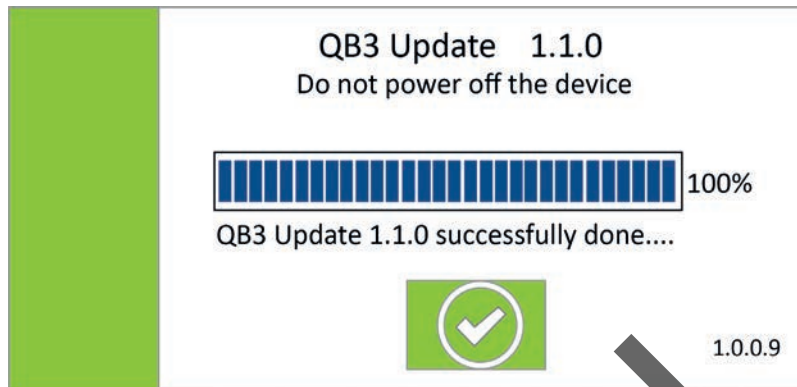 QB3 Update 1.1.0
Do not power off the device
100%
QB3 Update 1.1.0 successfully done....
1.0.0.9